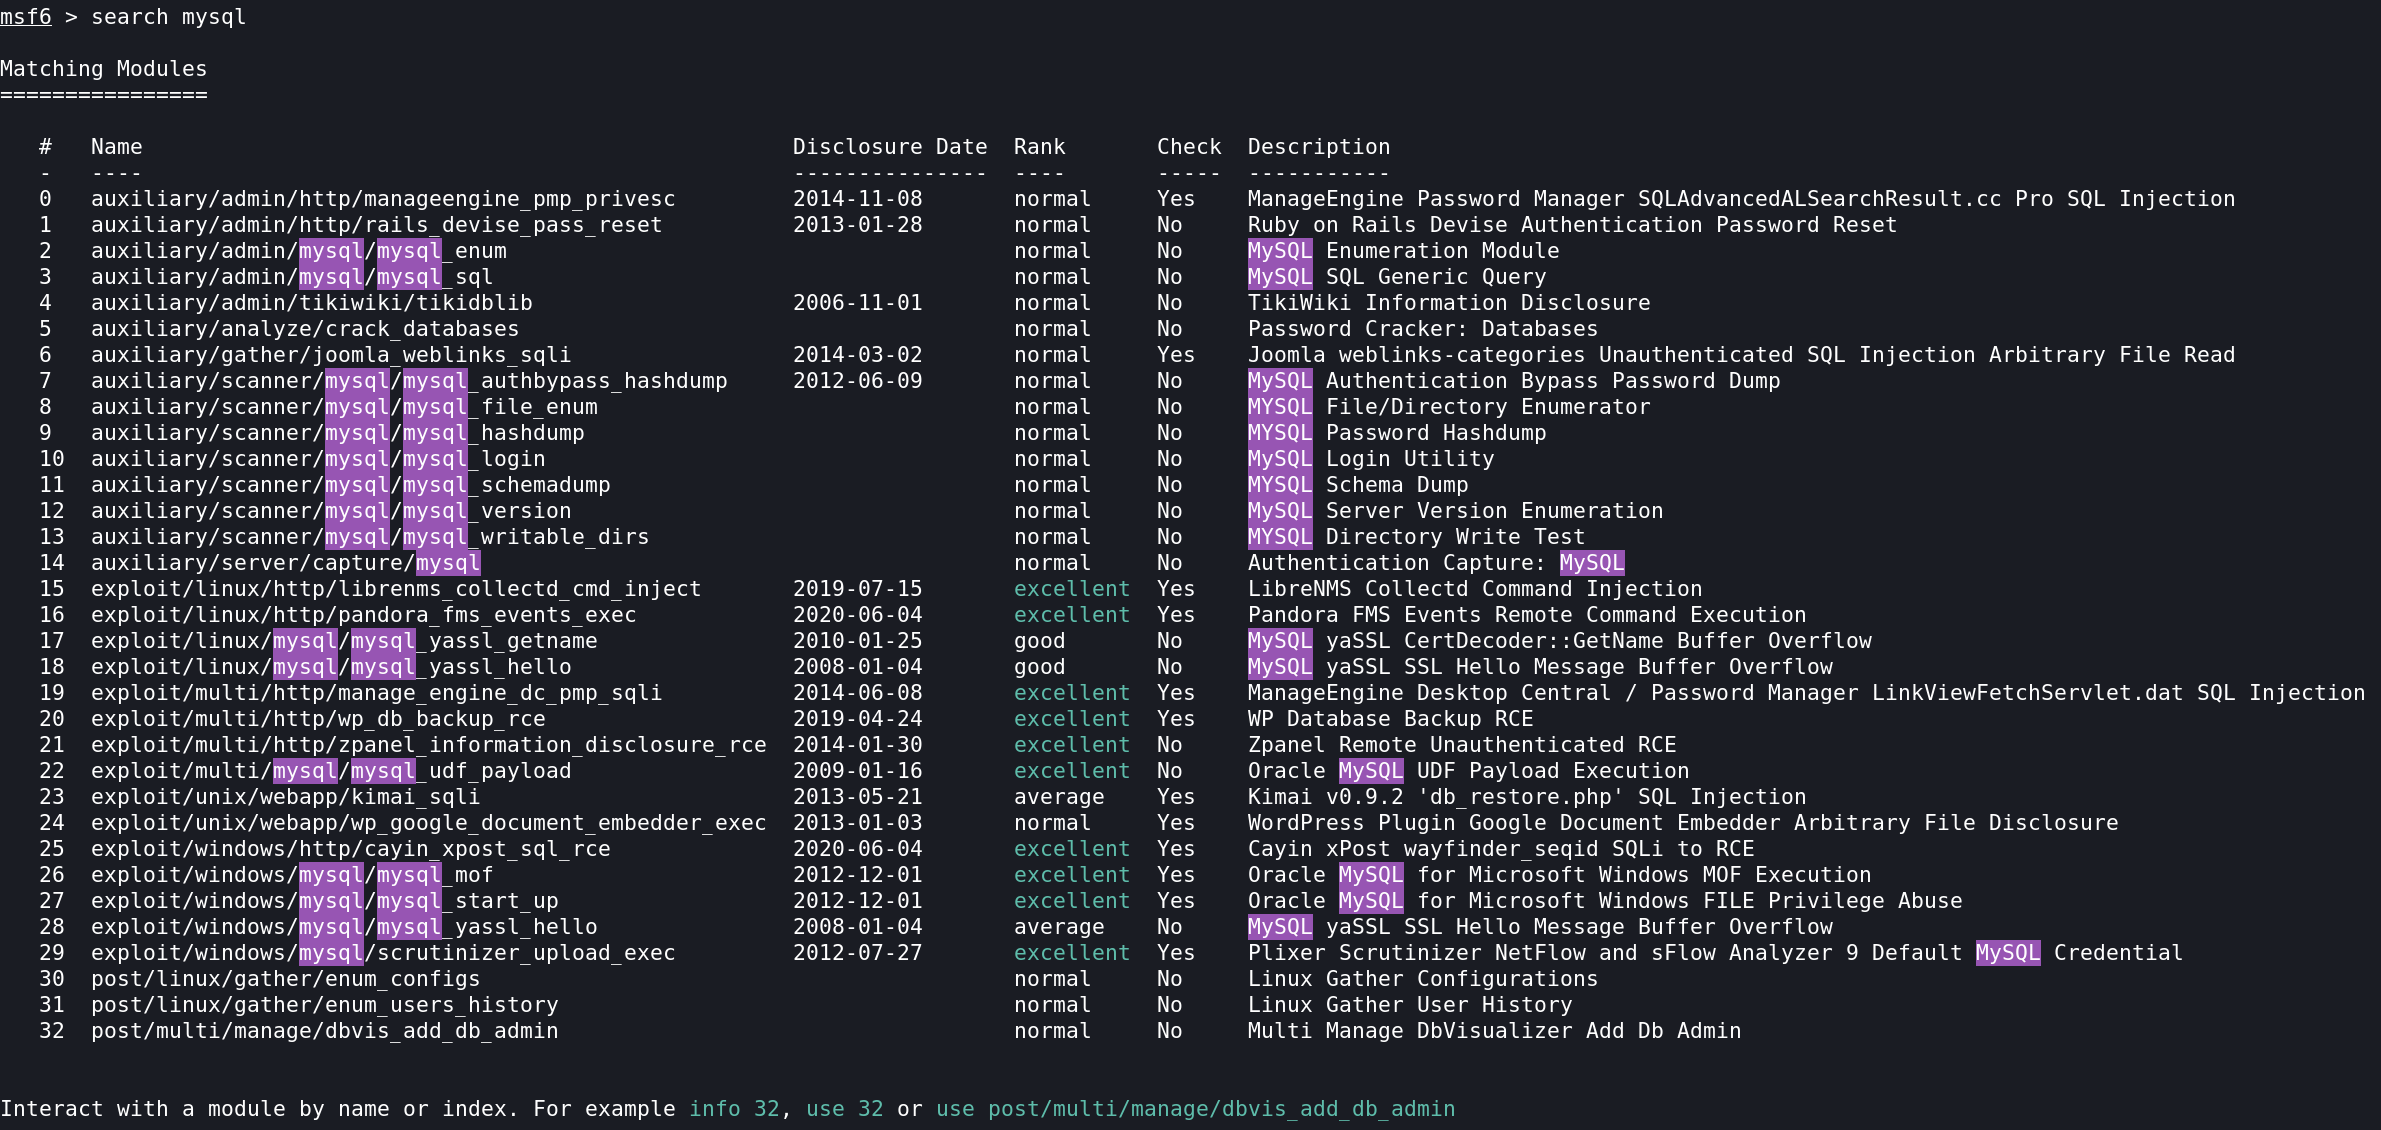 msf6 > search mysql
Matching Modules
================
#   Name                                                  Disclosure Date  Rank       Check  Description
-   ----                                                  ---------------  ----       -----  -----------
0   auxiliary/admin/http/manageengine_pmp_privesc         2014-11-08       normal     Yes    ManageEngine Password Manager SQLAdvancedALSearchResult.cc Pro SQL Injection
1   auxiliary/admin/http/rails_devise_pass_reset          2013-01-28       normal     No     Ruby on Rails Devise Authentication Password Reset
2   auxiliary/admin/mysql/mysql_enum                                       normal     No     MySQL Enumeration Module
3   auxiliary/admin/mysql/mysql_sql                                        normal     No     MySQL SQL Generic Query
4   auxiliary/admin/tikiwiki/tikidblib                    2006-11-01       normal     No     TikiWiki Information Disclosure
5   auxiliary/analyze/crack_databases                                      normal     No     Password Cracker: Databases
6   auxiliary/gather/joomla_weblinks_sqli                 2014-03-02       normal     Yes    Joomla weblinks-categories Unauthenticated SQL Injection Arbitrary File Read
7   auxiliary/scanner/mysql/mysql_authbypass_hashdump     2012-06-09       normal     No     MySQL Authentication Bypass Password Dump
8   auxiliary/scanner/mysql/mysql_file_enum                                normal     No     MYSQL File/Directory Enumerator
9   auxiliary/scanner/mysql/mysql_hashdump                                 normal     No     MYSQL Password Hashdump
10  auxiliary/scanner/mysql/mysql_login                                    normal     No     MySQL Login Utility
11  auxiliary/scanner/mysql/mysql_schemadump                               normal     No     MYSQL Schema Dump
12  auxiliary/scanner/mysql/mysql_version                                  normal     No     MySQL Server Version Enumeration
13  auxiliary/scanner/mysql/mysql_writable_dirs                            normal     No     MYSQL Directory Write Test
14  auxiliary/server/capture/mysql                                         normal     No     Authentication Capture: MySQL
15  exploit/linux/http/librenms_collectd_cmd_inject       2019-07-15       excellent  Yes    LibreNMS Collectd Command Injection
16  exploit/linux/http/pandora_fms_events_exec            2020-06-04       excellent  Yes    Pandora FMS Events Remote Command Execution
17  exploit/linux/mysql/mysql_yassl_getname               2010-01-25       good       No     MySQL yaSSL CertDecoder::GetName Buffer Overflow
18  exploit/linux/mysql/mysql_yassl_hello                 2008-01-04       good       No     MySQL yaSSL SSL Hello Message Buffer Overflow
19  exploit/multi/http/manage_engine_dc_pmp_sqli          2014-06-08       excellent  Yes    ManageEngine Desktop Central / Password Manager LinkViewFetchServlet.dat SQL Injection
20  exploit/multi/http/wp_db_backup_rce                   2019-04-24       excellent  Yes    WP Database Backup RCE
21  exploit/multi/http/zpanel_information_disclosure_rce  2014-01-30       excellent  No     Zpanel Remote Unauthenticated RCE
22  exploit/multi/mysql/mysql_udf_payload                 2009-01-16       excellent  No     Oracle MySQL UDF Payload Execution
23  exploit/unix/webapp/kimai_sqli                        2013-05-21       average    Yes    Kimai v0.9.2 'db_restore.php' SQL Injection
24  exploit/unix/webapp/wp_google_document_embedder_exec  2013-01-03       normal     Yes    WordPress Plugin Google Document Embedder Arbitrary File Disclosure
25  exploit/windows/http/cayin_xpost_sql_rce              2020-06-04       excellent  Yes    Cayin xPost wayfinder_seqid SQLi to RCE
26  exploit/windows/mysql/mysql_mof                       2012-12-01       excellent  Yes    Oracle MySQL for Microsoft Windows MOF Execution
27  exploit/windows/mysql/mysql_start_up                  2012-12-01       excellent  Yes    Oracle MySQL for Microsoft Windows FILE Privilege Abuse
28  exploit/windows/mysql/mysql_yassl_hello               2008-01-04       average    No     MySQL yaSSL SSL Hello Message Buffer Overflow
29  exploit/windows/mysql/scrutinizer_upload_exec         2012-07-27       excellent  Yes    Plixer Scrutinizer NetFlow and sFlow Analyzer 9 Default MySQL Credential
30  post/linux/gather/enum_configs                                         normal     No     Linux Gather Configurations
31  post/linux/gather/enum_users_history                                   normal     No     Linux Gather User History
32  post/multi/manage/dbvis_add_db_admin                                   normal     No     Multi Manage DbVisualizer Add Db Admin
Interact with a module by name or index. For example info 32, use 32 or use post/multi/manage/dbvis_add_db_admin